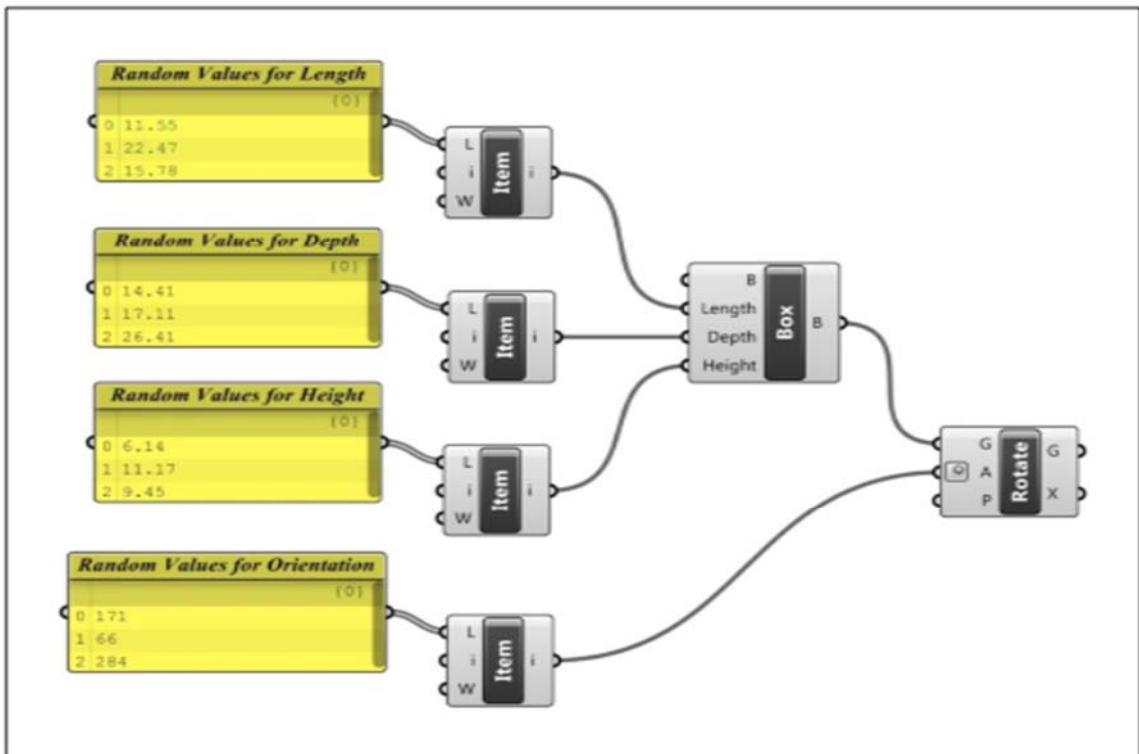 Random Values for Length
{0}
0 11.55
1 22.47
2 15.78
L
i
W
Item
i
Random Values for Depth
{0}
0 14.41
1 17.11
2 26.41
L
i
W
Item
i
B
Length
Depth
Height
Box
B
Random Values for Height
{0}
0 6.14
1 11.17
2 9.45
L
i
W
Item
i
G
A
P
Rotate
G
X
Random Values for Orientation
{0}
0 171
1 66
2 284
L
i
W
Item
i